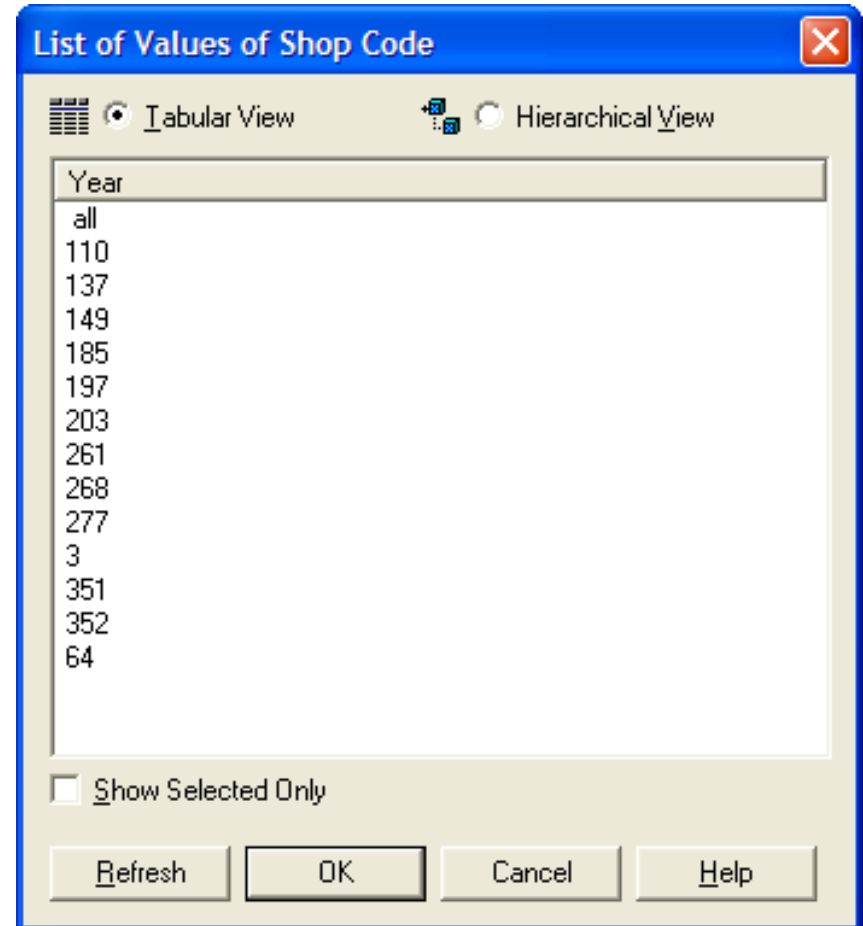 List of Values of Shop Code
Tabular View Hierarchical View
Year
all
110
137
149
185
197
203
261
268
277
3
351
352
64
Show Selected Only
Refresh OK Cancel Help